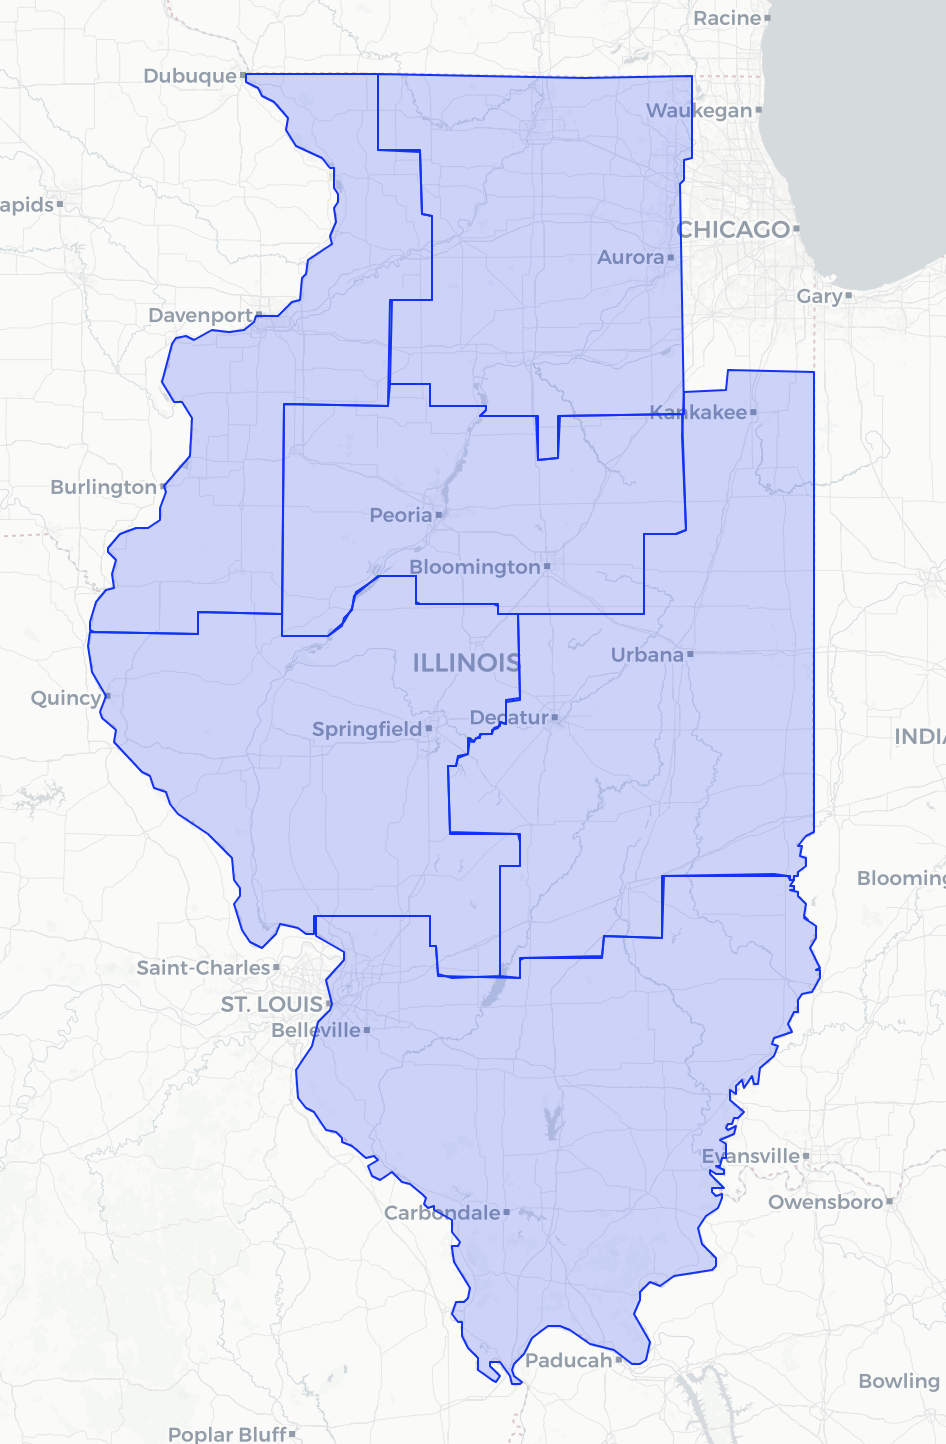 Racine
Dubuque
Waukegan
apids
CHICAGO
Aurora
Gary
Davenport
Kankakee
Burlington
Peoria
Bloomington
Urbana
ILLINOIS
Quincy
Decatur
Springfield
INDIA
Blooming
Saint-Charles
ST. LOUIS
Belleville
Evansville
Owensboro
Carbondale
Paducah
Bowling
Poplar Bluff